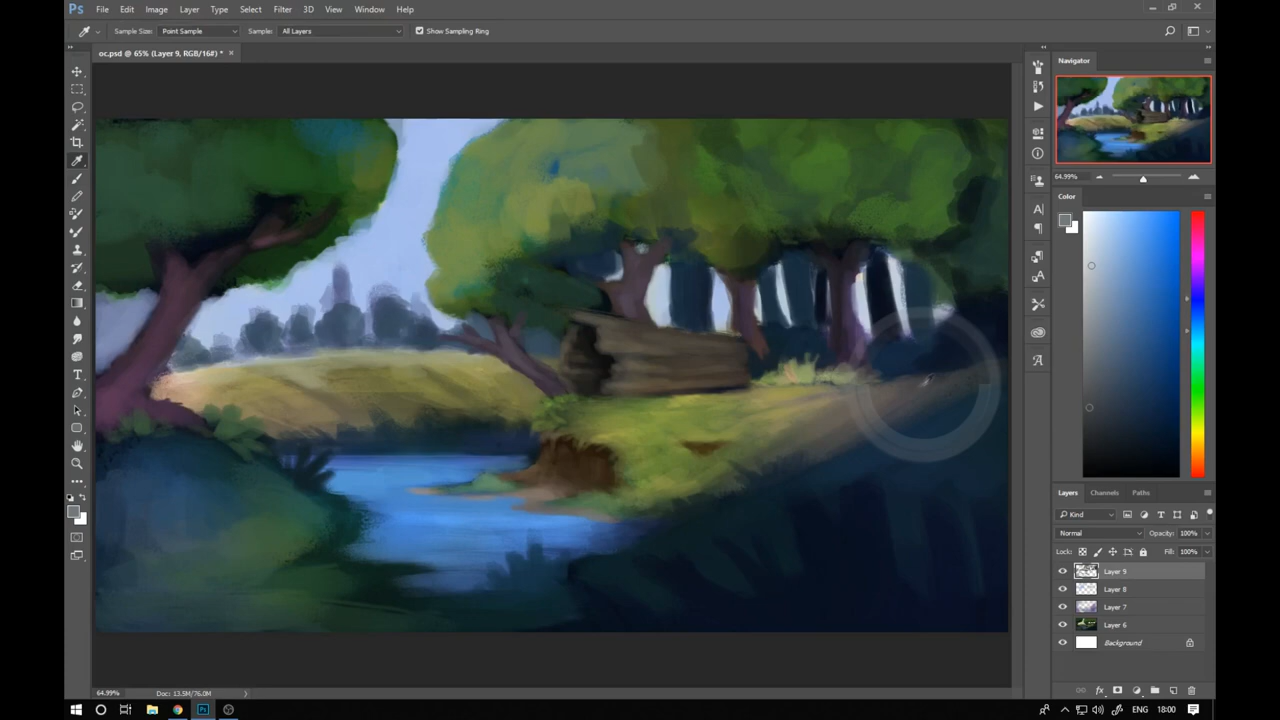 Ps File Edit Image Layer Type Select Filter 3D View Window Help
Sample Size: Point Sample Sample: All Layers Show Sampling Ring
oc.psd @ 65% (Layer 9, RGB/16#) * ×
Navigator
64.99%
Color
Layers Channels Paths
Kind
Normal Opacity: 100%
Lock: Fill: 100%
Layer 9
Layer 8
Layer 7
Layer 6
Background
64.99% Doc: 13.5M/76.0M
Ps ENG 18:00